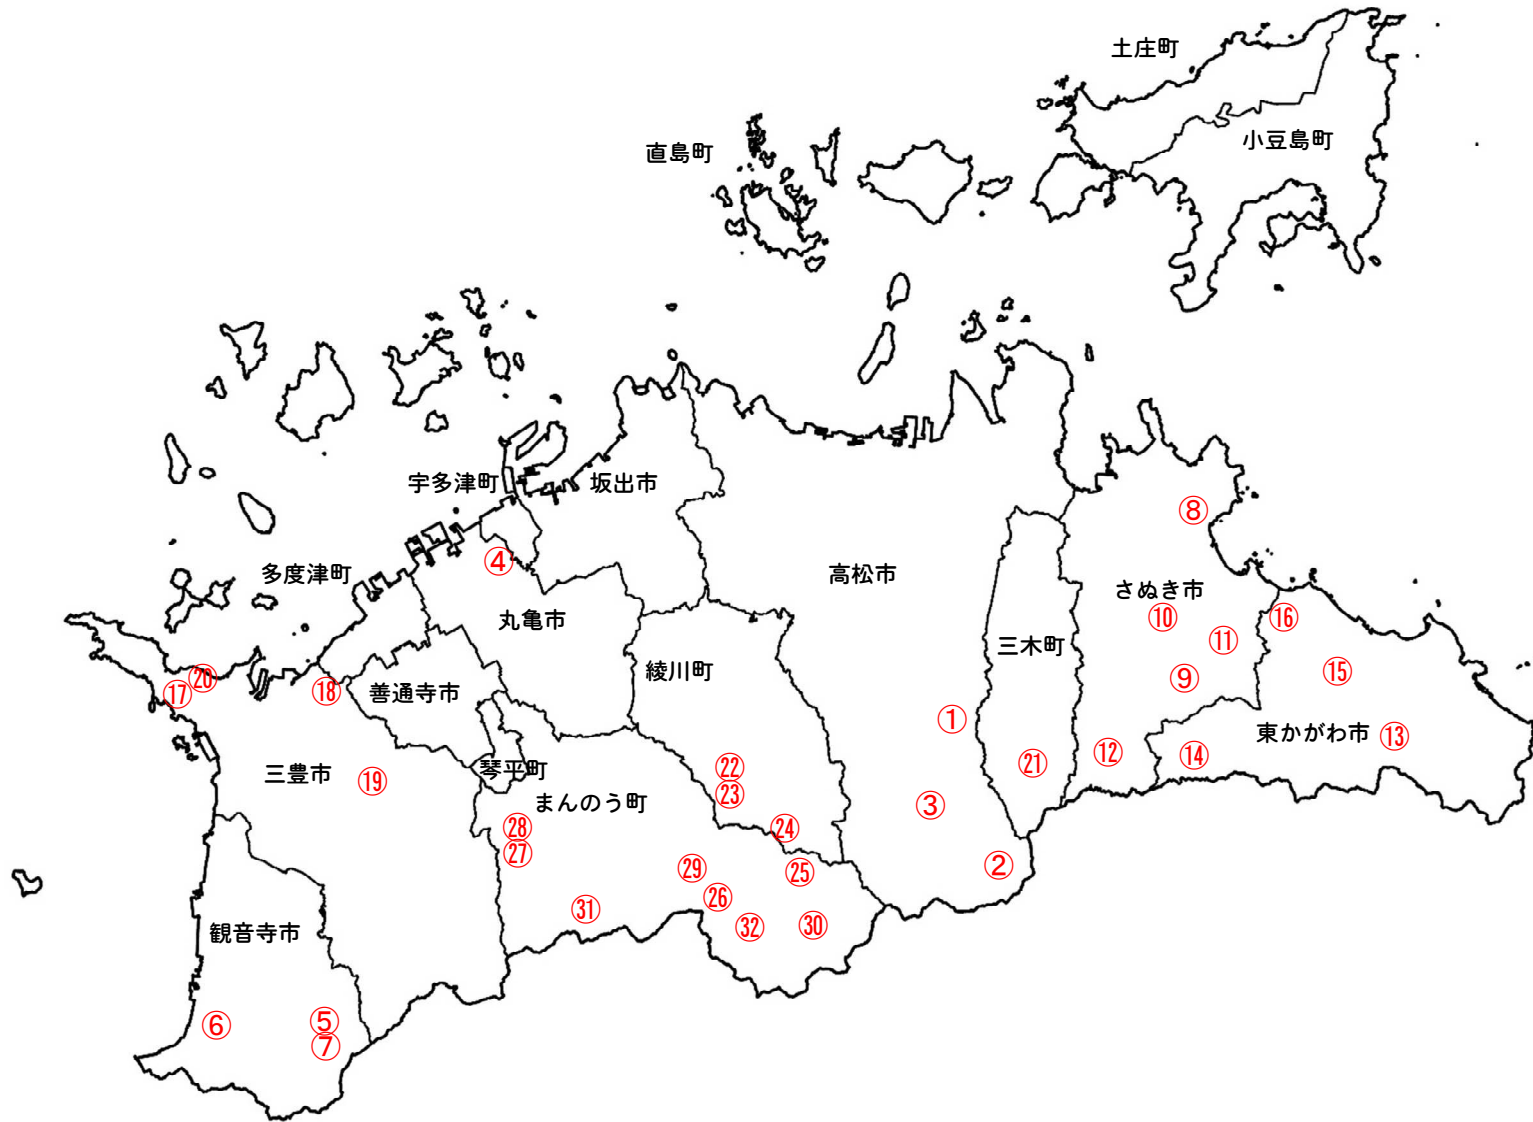 土庄町
小豆島町
直島町
宇多津町
坂出市
⑧
④
多度津町
高松市
さぬき市
丸亀市
⑩
⑯
⑪
三木町
綾川町
⑮
⑳
⑨
⑰
⑱
善通寺市
①
東かがわ市
⑬
⑫
⑭
㉑
㉒
琴平町
三豊市
⑲
㉓
まんのう町
③
㉘
㉔
㉗
②
㉙
㉕
㉖
㉛
㉜
㉚
観音寺市
⑤
⑥
⑦